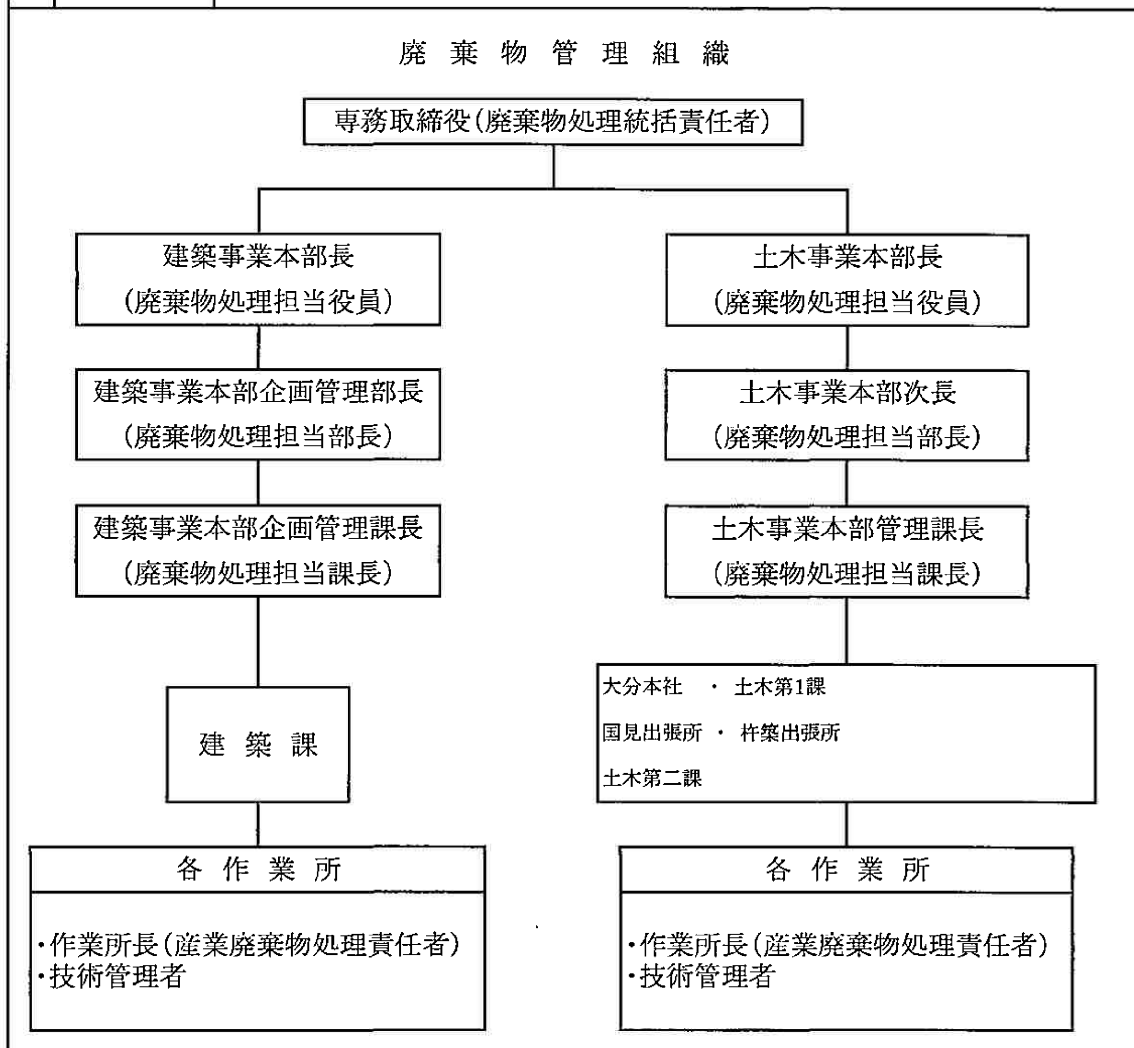 廃棄物管理組織
専務取締役(廃棄物処理統括責任者)
建築事業本部長
(廃棄物処理担当役員)
建築事業本部企画管理部長
(廃棄物処理担当部長)
建築事業本部企画管理課長
(廃棄物処理担当課長)
建築課
各作業所
・作業所長(産業廃棄物処理責任者)
・技術管理者
土木事業本部長
(廃棄物処理担当役員)
土木事業本部次長
(廃棄物処理担当部長)
土木事業本部管理課長
(廃棄物処理担当課長)
大分本社 ・ 土木第1課
国見出張所 ・ 杵築出張所
土木第二課
各作業所
・作業所長(産業廃棄物処理責任者)
・技術管理者